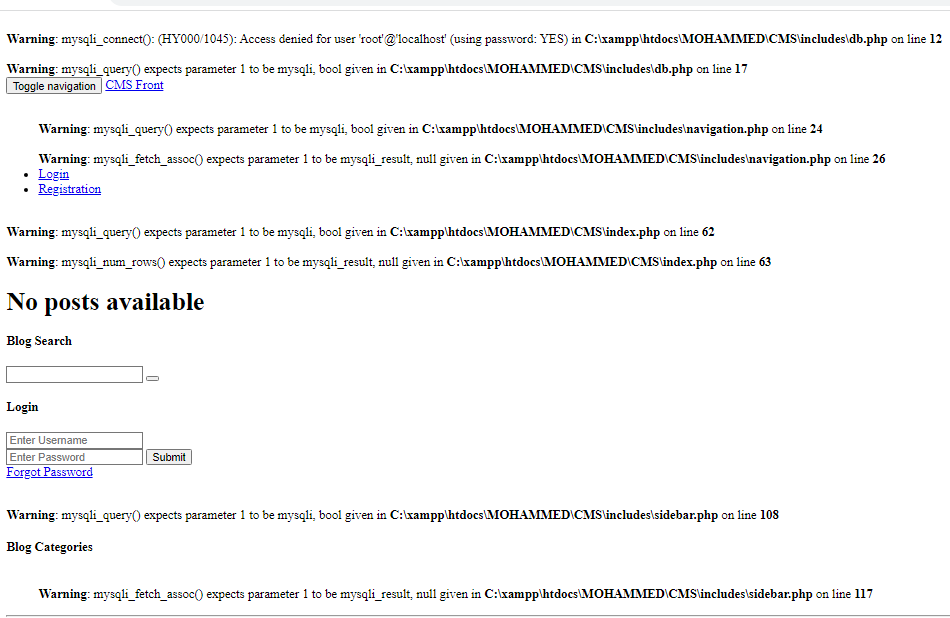 Warning: mysqli_connect(): (HY000/1045): Access denied for user 'root'@'localhost' (using password: YES) in C:\xampp\htdocs\MOHAMMED\CMS\includes\db.php on line 12
Warning: mysqli_query() expects parameter 1 to be mysqli, bool given in C:\xampp\htdocs\MOHAMMED\CMS\includes\db.php on line 17
Toggle navigation CMS Front
Warning: mysqli_query() expects parameter 1 to be mysqli, bool given in C:\xampp\htdocs\MOHAMMED\CMS\includes\navigation.php on line 24
Warning: mysqli_fetch_assoc() expects parameter 1 to be mysqli_result, null given in C:\xampp\htdocs\MOHAMMED\CMS\includes\navigation.php on line 26
Login
Registration
Warning: mysqli_query() expects parameter 1 to be mysqli, bool given in C:\xampp\htdocs\MOHAMMED\CMS\index.php on line 62
Warning: mysqli_num_rows() expects parameter 1 to be mysqli_result, null given in C:\xampp\htdocs\MOHAMMED\CMS\index.php on line 63
No posts available
Blog Search
Login
Enter Username
Enter Password Submit
Forgot Password
Warning: mysqli_query() expects parameter 1 to be mysqli, bool given in C:\xampp\htdocs\MOHAMMED\CMS\includes\sidebar.php on line 108
Blog Categories
Warning: mysqli_fetch_assoc() expects parameter 1 to be mysqli_result, null given in C:\xampp\htdocs\MOHAMMED\CMS\includes\sidebar.php on line 117